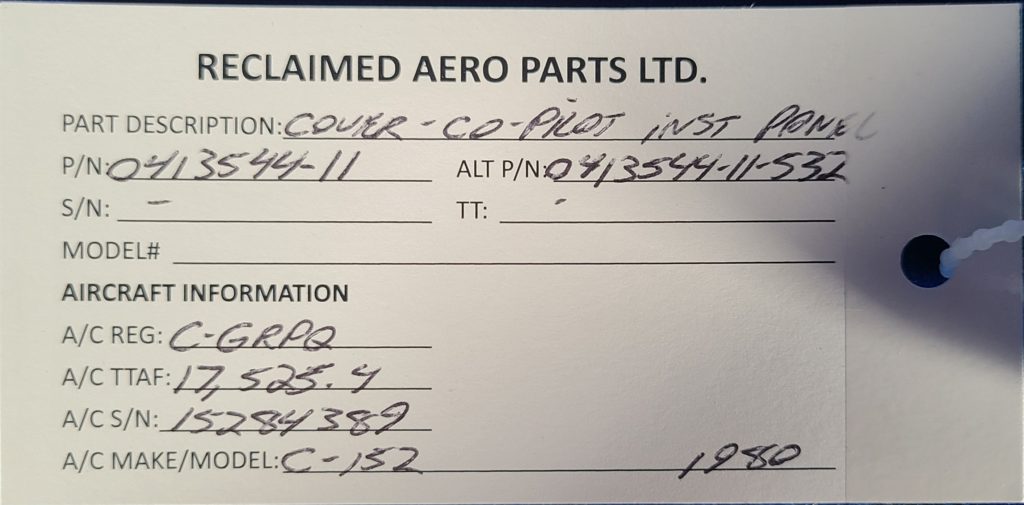 RECLAIMED AERO PARTS LTD.
PART DESCRIPTION: COVER - CO-PILOT INST PANEL
P/N: 0413544-11 ALT P/N: 0413544-11-532
S/N: - TT: -
MODEL#
AIRCRAFT INFORMATION
A/C REG: C-GRPQ
A/C TTAF: 17,525.4
A/C S/N: 15284389
A/C MAKE/MODEL: C-152 1980